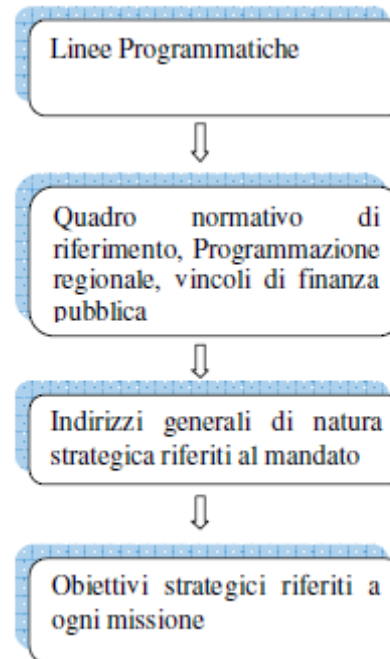 Linee Programmatiche
Quadro normativo di
riferimento, Programmazione
regionale, vincoli di finanza
pubblica
Indirizzi generali di natura
strategica riferiti al mandato
Obiettivi strategici riferiti a
ogni missione